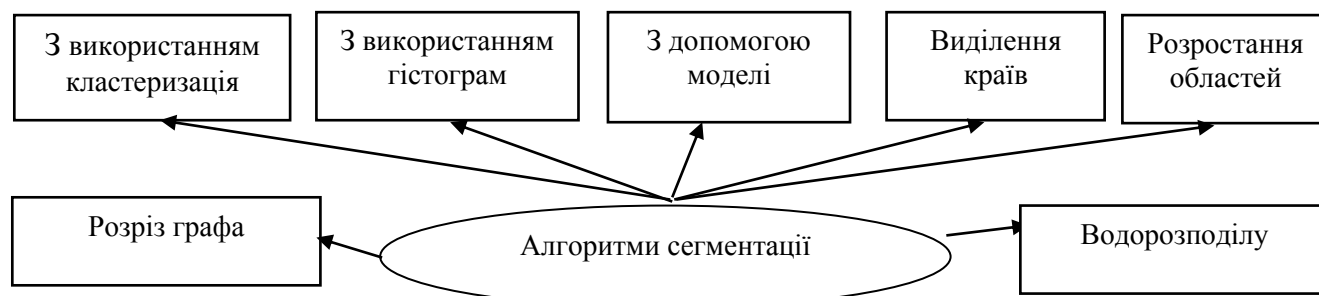 З використанням
кластеризація
З використанням
гістограм
З допомогою
моделі
Виділення
країв
Розростання
областей
Розріз графа
Алгоритми сегментації
Водорозподілу